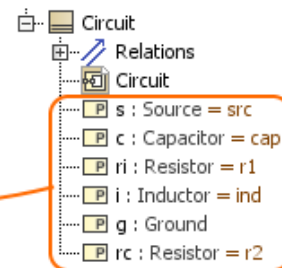 Circuit
Relations
Circuit
P s : Source = src
P c : Capacitor = cap
P ri : Resistor = r1
P i : Inductor = ind
P g : Ground
P rc : Resistor = r2